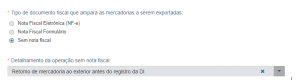 * Tipo de documento fiscal que ampara as mercadorias a serem exportadas:
Nota Fiscal Eletrônica (NF-e)
Nota Fiscal Formulário
Sem nota fiscal
* Detalhamento da operação sem nota fiscal:
Retorno de mercadoria ao exterior antes do registro da DI